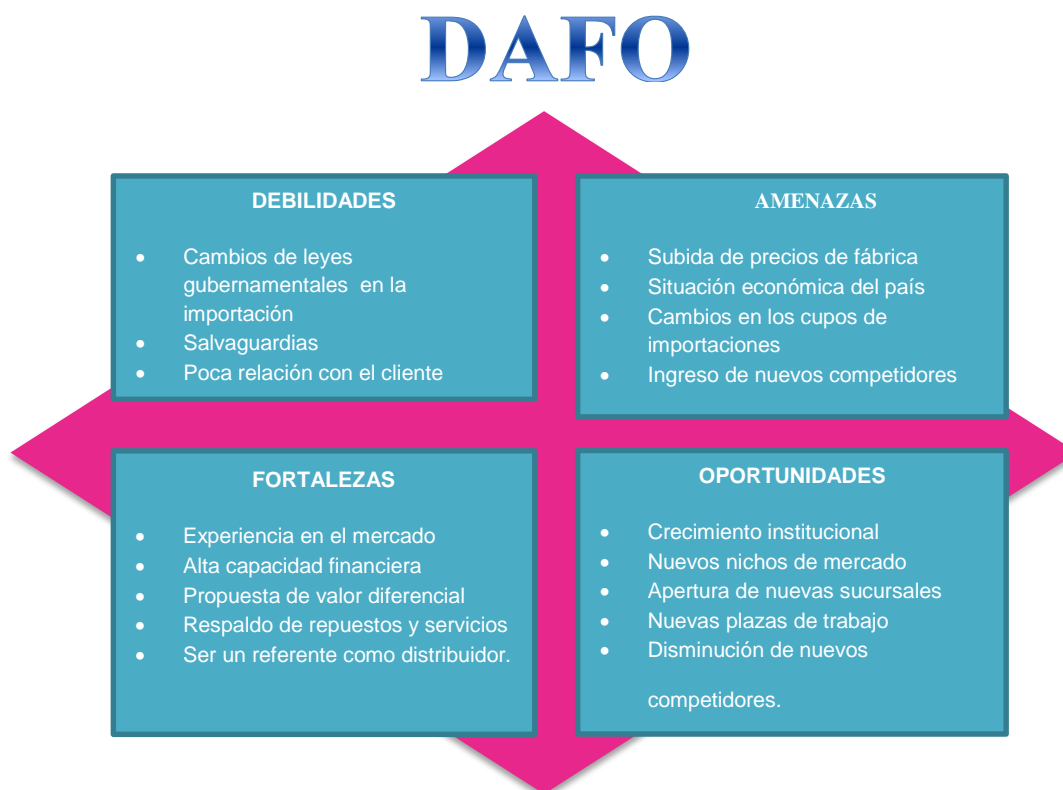 DAFO
DEBILIDADES
• Cambios de leyes
gubernamentales en la
importación
• Salvaguardias
• Poca relación con el cliente
AMENAZAS
• Subida de precios de fábrica
• Situación económica del país
• Cambios en los cupos de
importaciones
• Ingreso de nuevos competidores
FORTALEZAS
• Experiencia en el mercado
• Alta capacidad financiera
• Propuesta de valor diferencial
• Respaldo de repuestos y servicios
• Ser un referente como distribuidor.
OPORTUNIDADES
• Crecimiento institucional
• Nuevos nichos de mercado
• Apertura de nuevas sucursales
• Nuevas plazas de trabajo
• Disminución de nuevos
competidores.